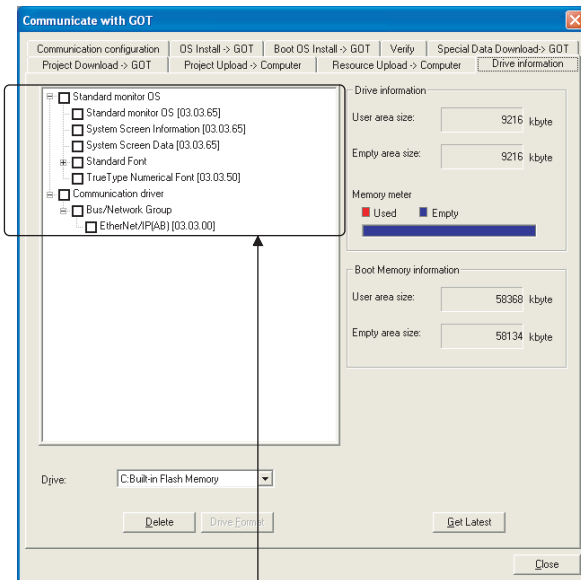 Communicate with GOT
Communication configuration OS Install -> GOT Boot OS Install -> GOT Verify Special Data Download-> GOT
Project Download -> GOT Project Upload -> Computer Resource Upload -> Computer Drive information
Standard monitor OS
Standard monitor OS [03.03.65]
System Screen Information [03.03.65]
System Screen Data [03.03.65]
Standard Font
TrueType Numerical Font [03.03.50]
Communication driver
Bus/Network Group
EtherNet/IP(AB) [03.03.00]
Drive information
User area size: 9216 kbyte
Empty area size: 9216 kbyte
Memory meter
Used Empty
Boot Memory information
User area size: 58368 kbyte
Empty area size: 58134 kbyte
Drive: C:Built-in Flash Memory
Delete Drive Format Get Latest
Close